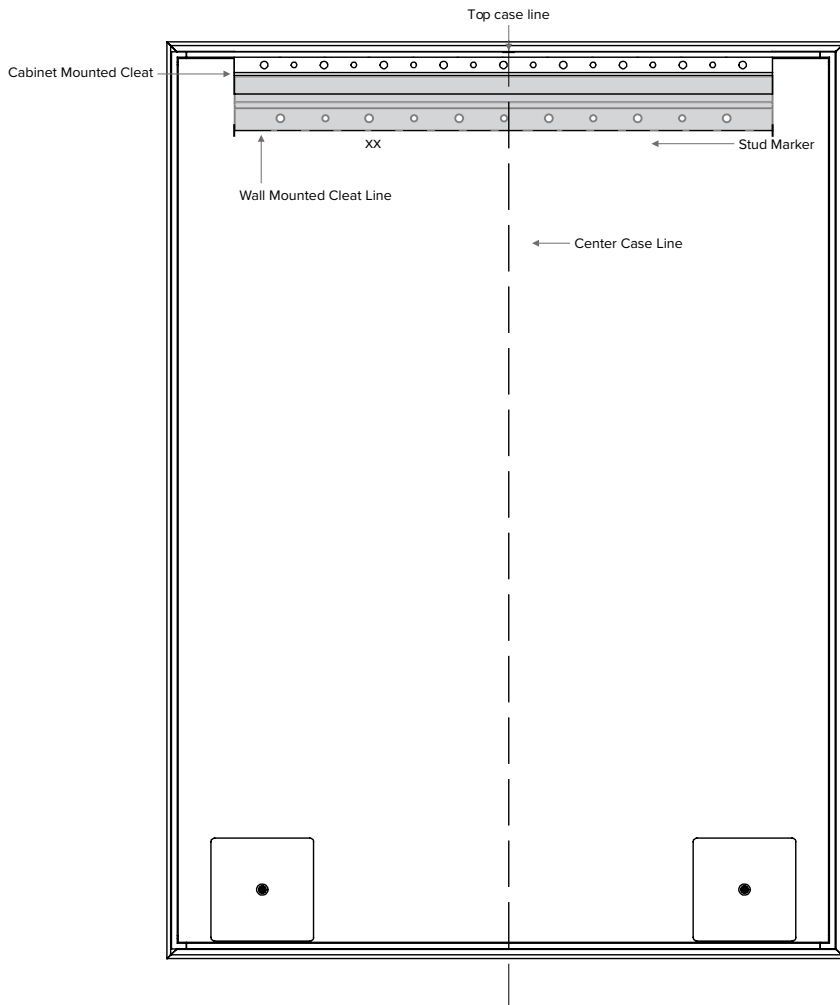 Top case line
Cabinet Mounted Cleat
xx
Stud Marker
Wall Mounted Cleat Line
Center Case Line